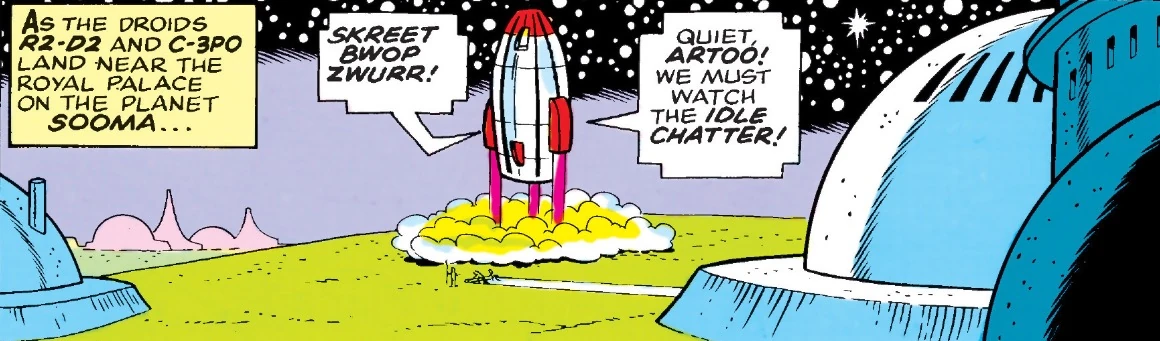 AS THE DROIDS
R2-D2 AND C-3PO
LAND NEAR THE
ROYAL PALACE
ON THE PLANET
SOOMA...
SKREET
BWOP
ZWURR!
QUIET,
ARTOO!
WE MUST
WATCH
THE IDLE
CHATTER!